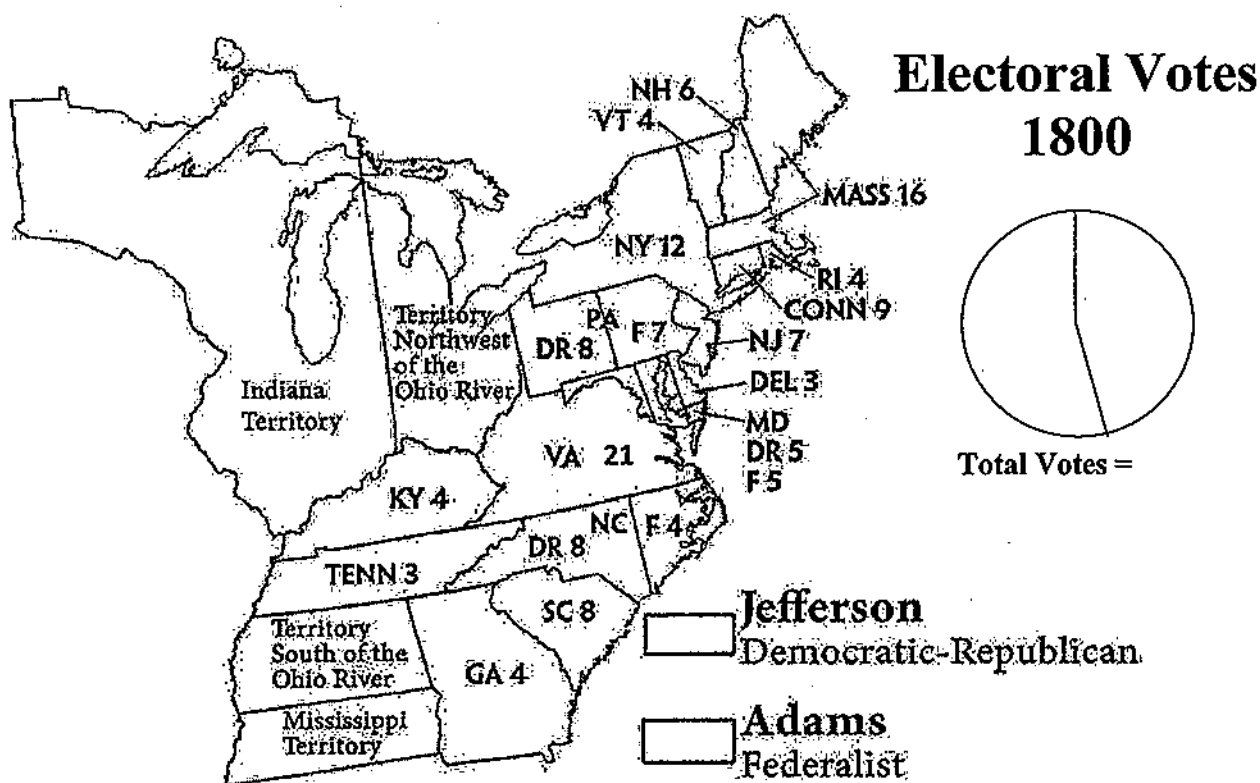 Electoral Votes
1800
NH 6
VT 4
MASS 16
NY 12
RI 4
CONN 9
PA
DR 8
F 7
NJ 7
DEL 3
MD
DR 5
F 5
Territory
Northwest
of the
Ohio River
Indiana
Territory
VA 21
KY 4
NC
DR 8
F 4
TENN 3
SC 8
GA 4
Territory
South of the
Ohio River
Mississippi
Territory
Total Votes =
Jefferson
Democratic-Republican
Adams
Federalist